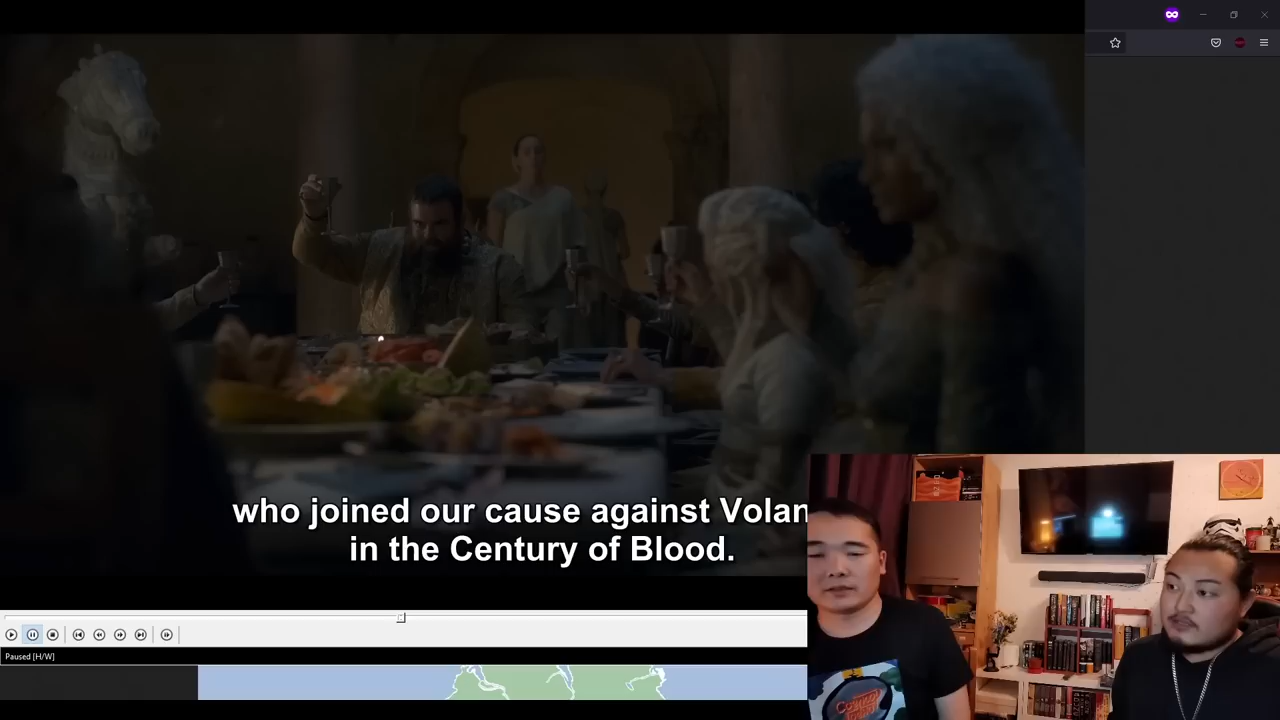 who joined our cause against Volan
in the Century of Blood.
Paused [H/W]